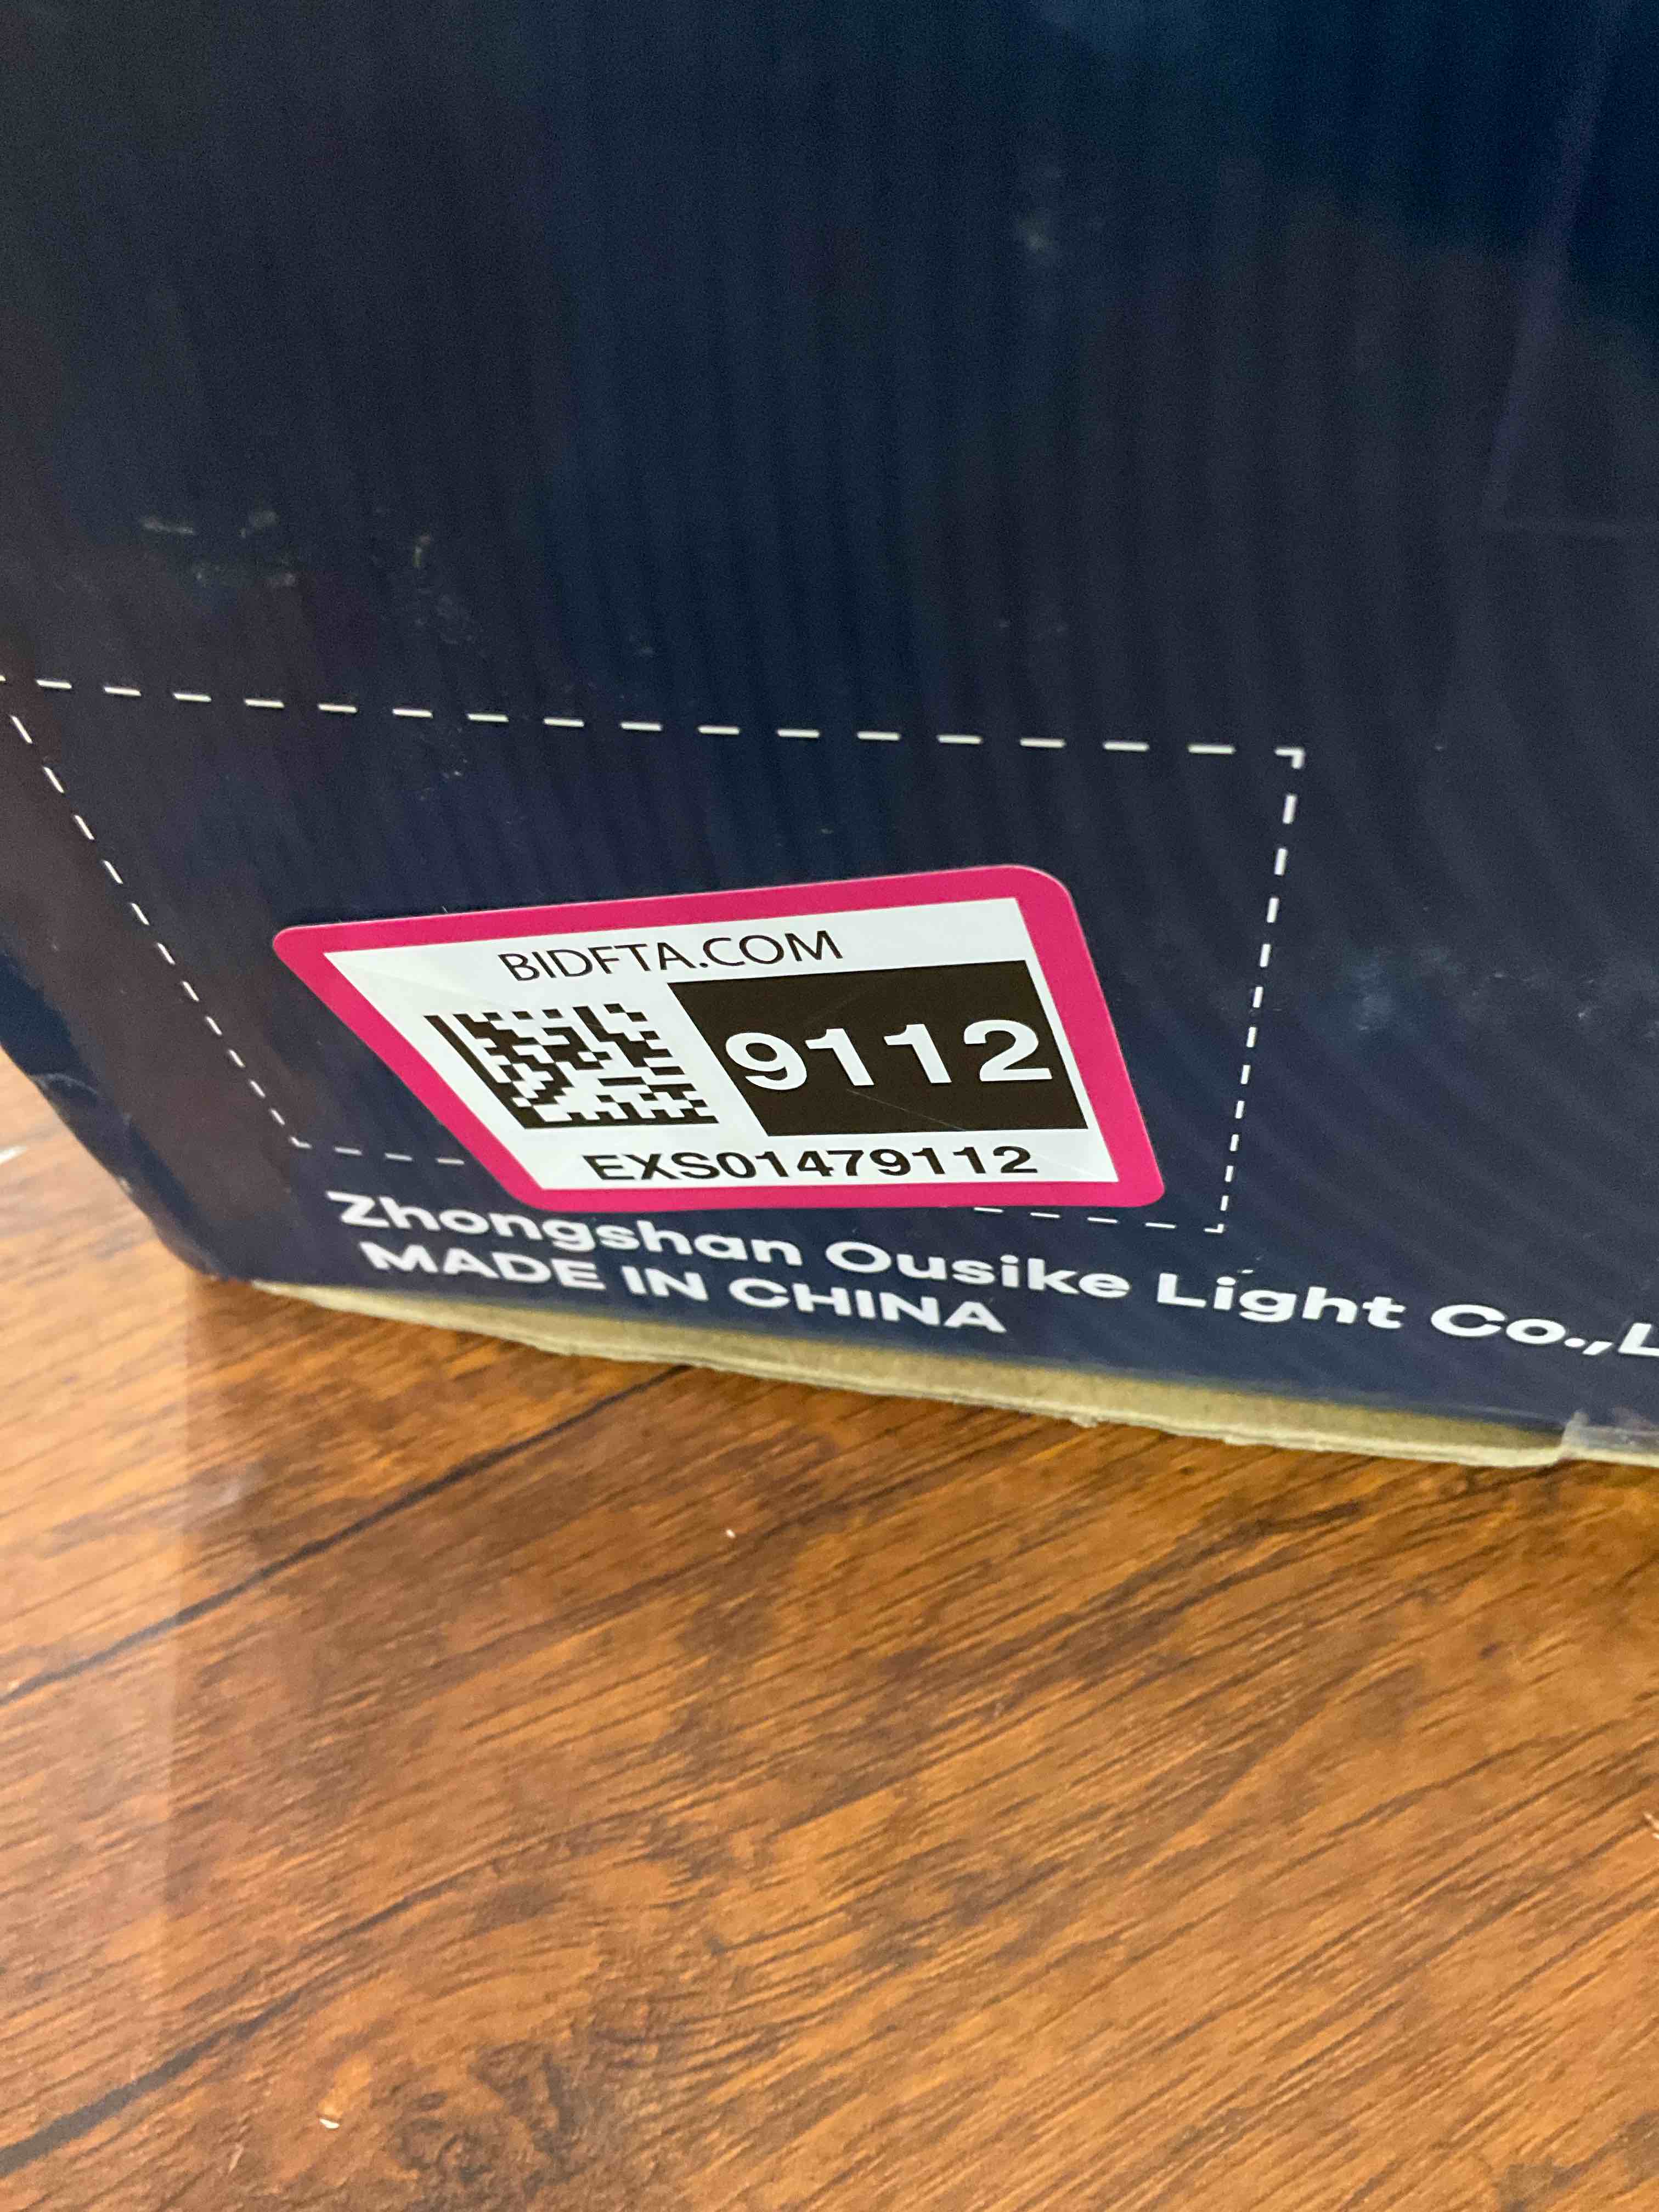 BIDFTA.COM
9112
EXS01479112
Zhongshan Ousike Light Co.,L
MADE IN CHINA